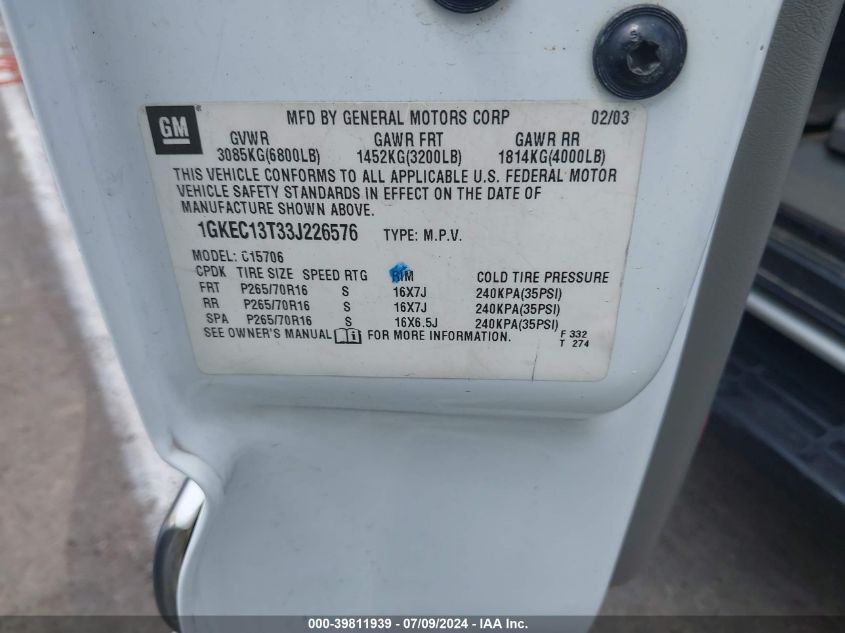 GM ® MFD BY GENERAL MOTORS CORP 02/03
GVWR GAWR FRT GAWR RR
3085KG(6800LB) 1452KG(3200LB) 1814KG(4000LB)
THIS VEHICLE CONFORMS TO ALL APPLICABLE U.S. FEDERAL MOTOR
VEHICLE SAFETY STANDARDS IN EFFECT ON THE DATE OF
MANUFACTURE SHOWN ABOVE.
1GKEC13T33J226576 TYPE: M.P.V.
MODEL: C15706
CPDK TIRE SIZE SPEED RTG RIM COLD TIRE PRESSURE
FRT P265/70R16 S 16X7J 240KPA(35PSI)
RR P265/70R16 S 16X7J 240KPA(35PSI)
SPA P265/70R16 S 16X6.5J 240KPA(35PSI)
SEE OWNER'S MANUAL i FOR MORE INFORMATION. F 332
T 274
000-39811939 - 07/09/2024 - IAA Inc.